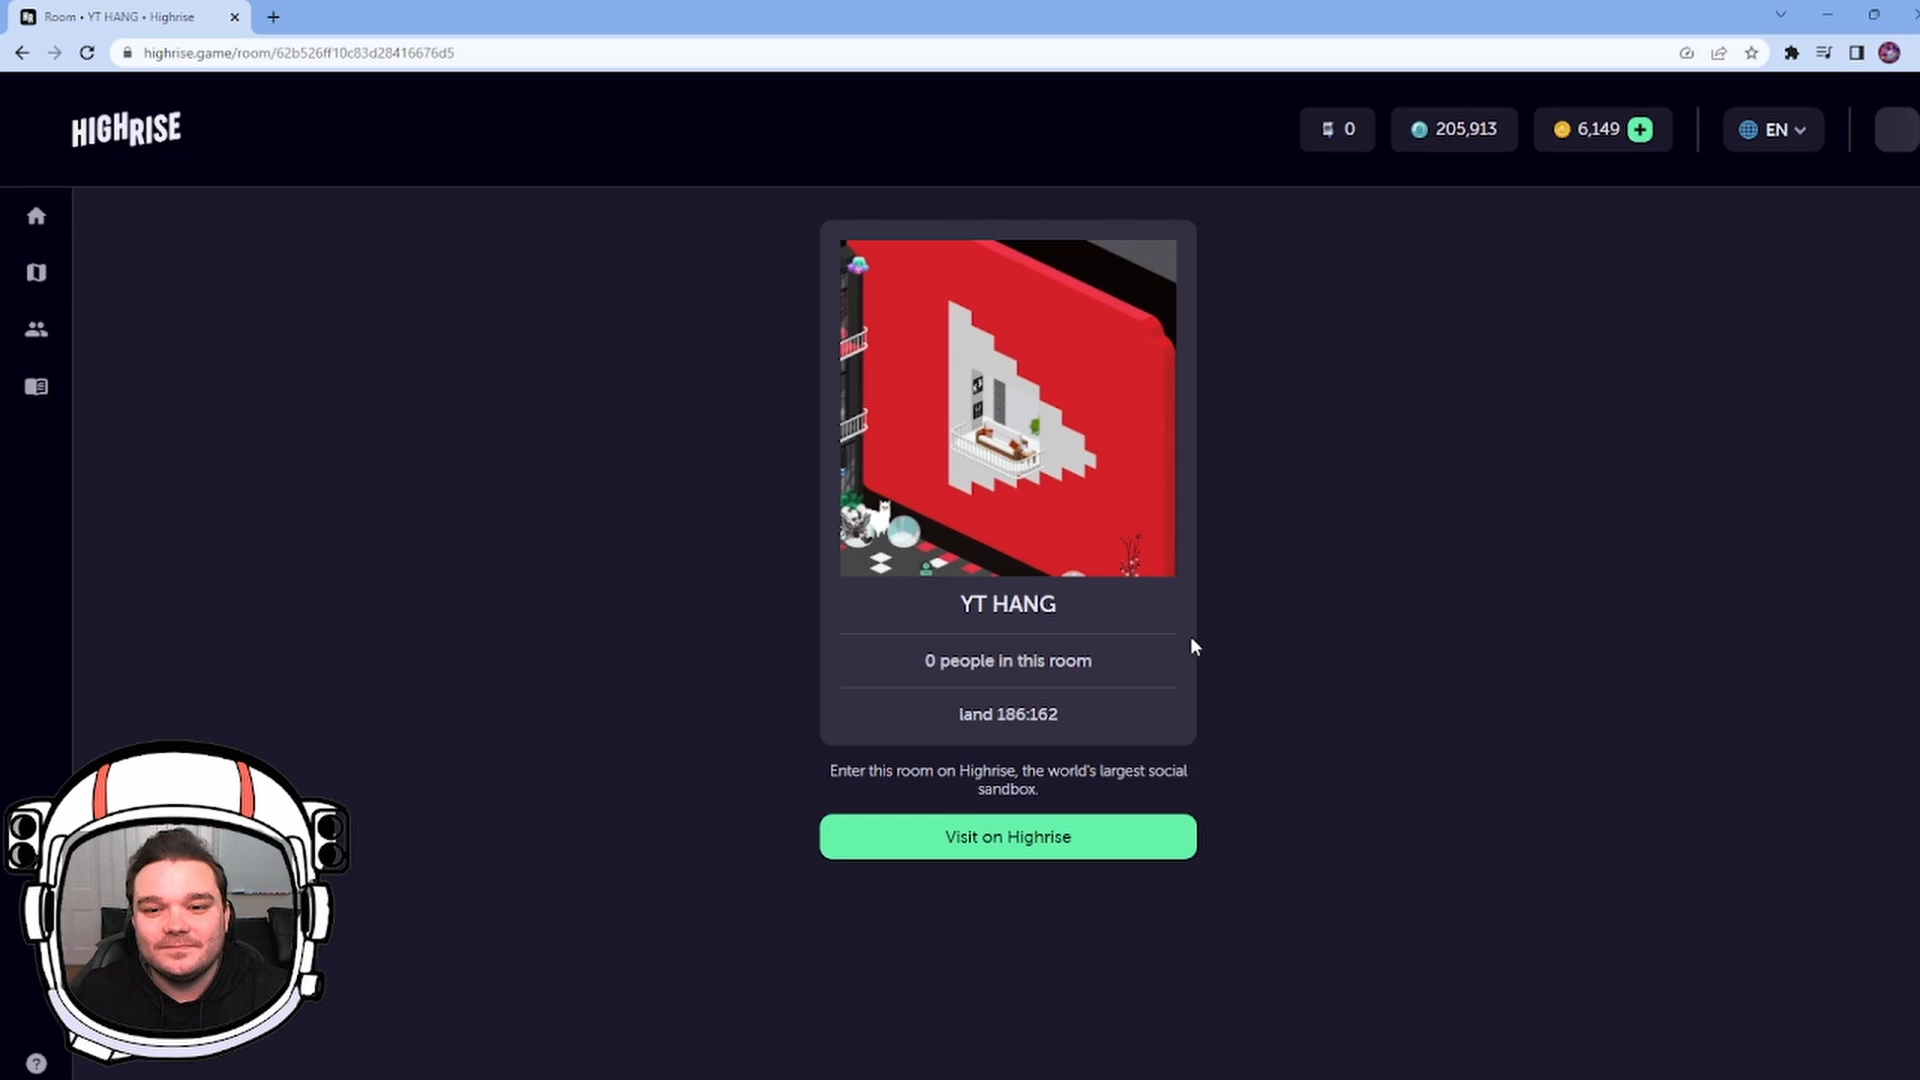 Room • YT HANG • Highrise
highrise.game/room/62b526ff10c83d28416676d5
HIGHRISE
0
205,913
6,149
EN
YT HANG
0 people in this room
land 186:162
Enter this room on Highrise, the world's largest social
sandbox.
Visit on Highrise
?